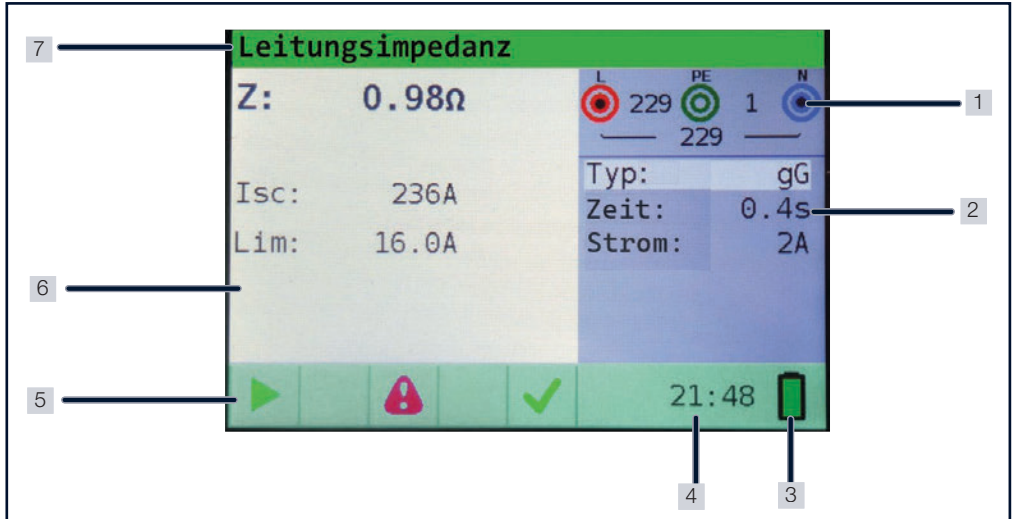 7
Leitungsimpedanz
Z: 0.98Ω
Isc: 236A
Lim: 16.0A
L PE N
229 1
229
1
Typ: gG
Zeit: 0.4s
Strom: 2A
2
6
5
21:48
4
3